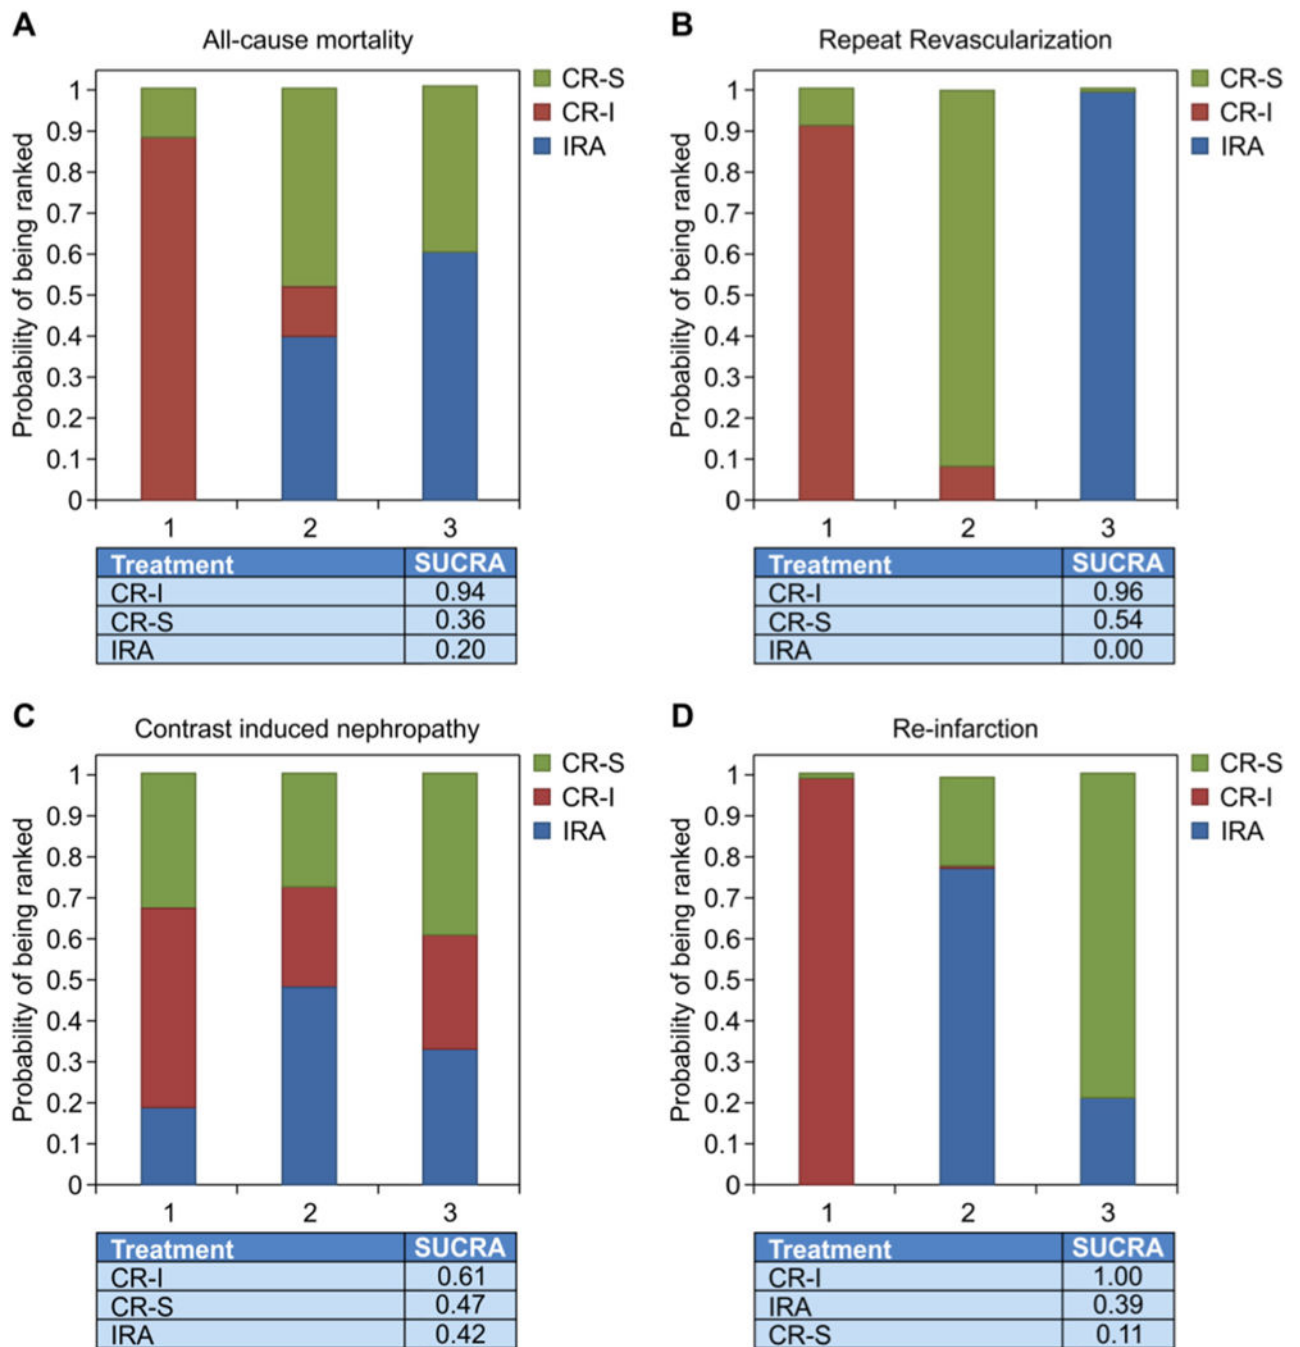 A
All-cause mortality
CR-S
CR-I
IRA
Probability of being ranked
1
0.9
0.8
0.7
0.6
0.5
0.4
0.3
0.2
0.1
0
1 2 3
Treatment SUCRA
CR-I 0.94
CR-S 0.36
IRA 0.20
B
Repeat Revascularization
CR-S
CR-I
IRA
Probability of being ranked
1
0.9
0.8
0.7
0.6
0.5
0.4
0.3
0.2
0.1
0
1 2 3
Treatment SUCRA
CR-I 0.96
CR-S 0.54
IRA 0.00
C
Contrast induced nephropathy
CR-S
CR-I
IRA
Probability of being ranked
1
0.9
0.8
0.7
0.6
0.5
0.4
0.3
0.2
0.1
0
1 2 3
Treatment SUCRA
CR-I 0.61
CR-S 0.47
IRA 0.42
D
Re-infarction
CR-S
CR-I
IRA
Probability of being ranked
1
0.9
0.8
0.7
0.6
0.5
0.4
0.3
0.2
0.1
0
1 2 3
Treatment SUCRA
CR-I 1.00
IRA 0.39
CR-S 0.11